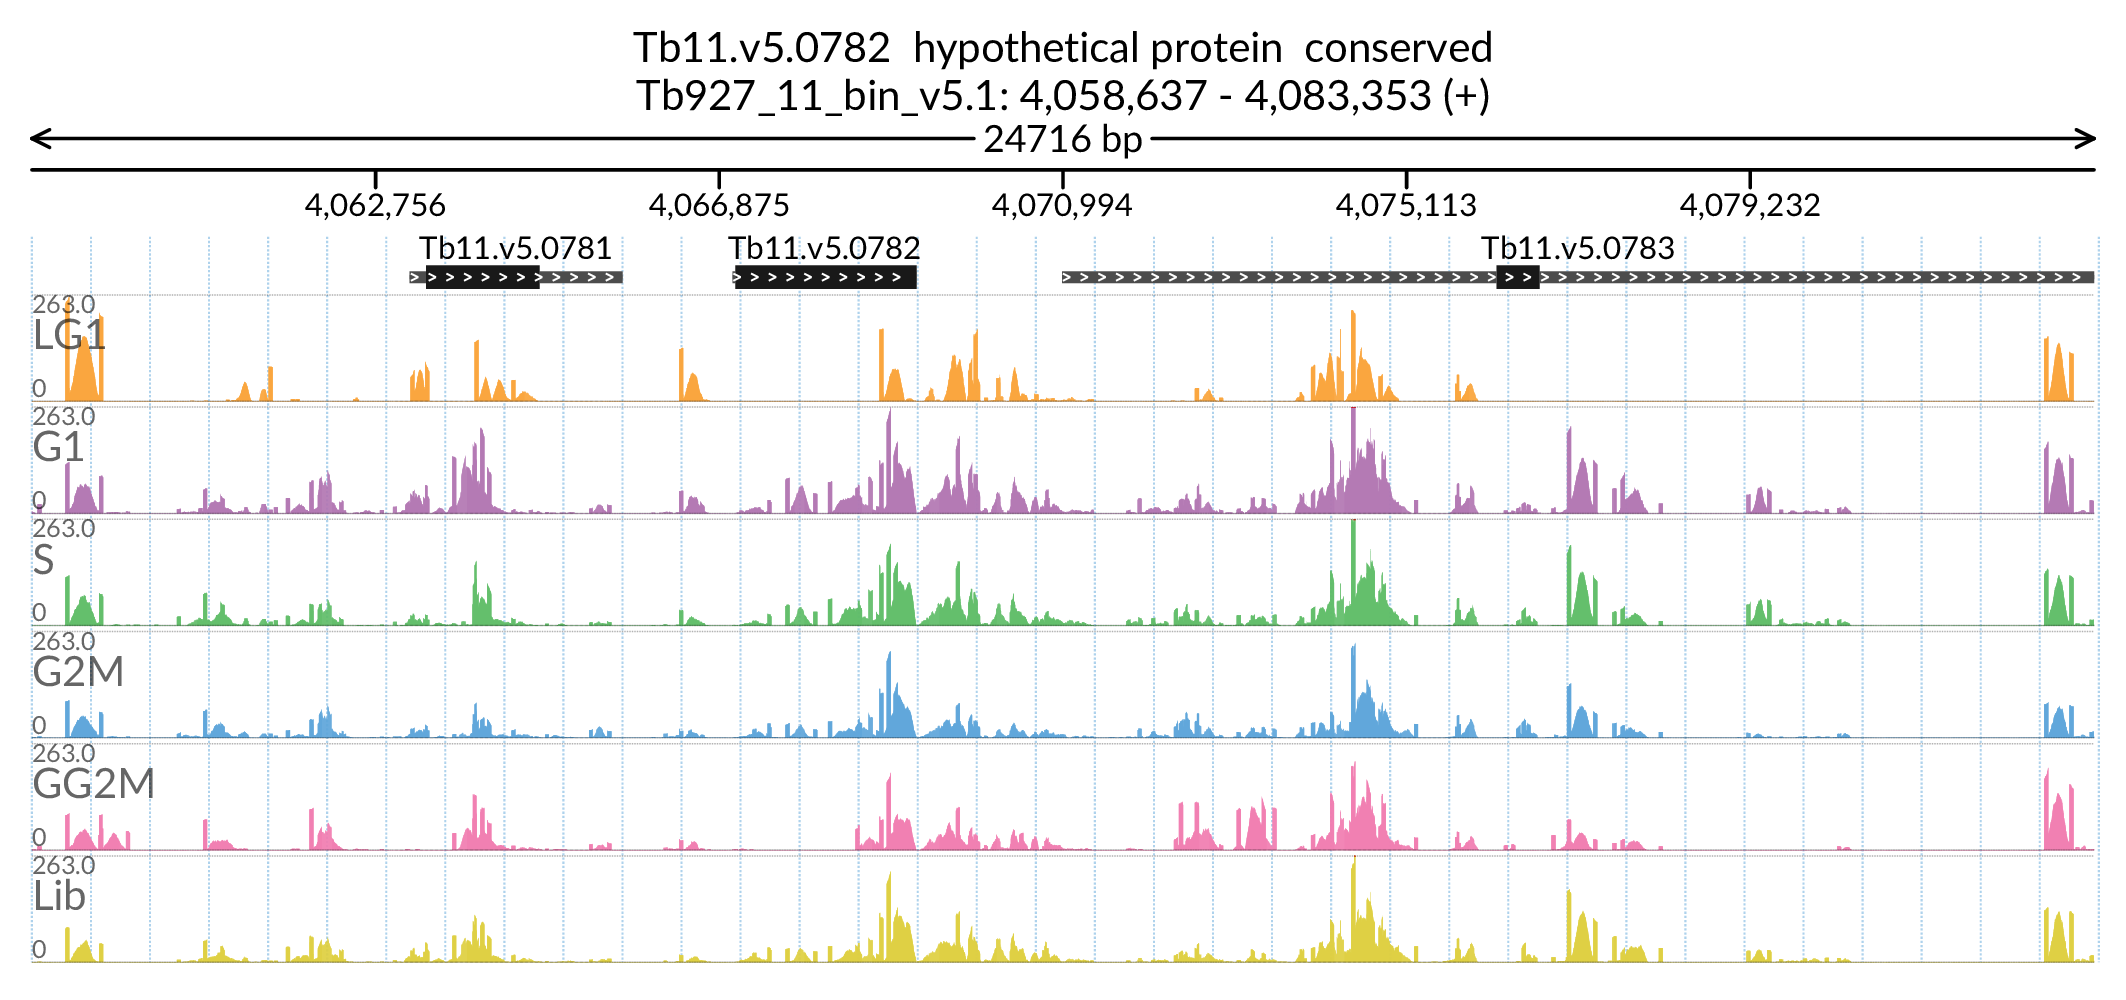 Tb11.v5.0782 hypothetical protein conserved
Tb927_11_bin_v5.1: 4,058,637 - 4,083,353 (+)
24716 bp
4,062,756 4,066,875 4,070,994 4,075,113 4,079,232
Tb11.v5.0781 Tb11.v5.0782 Tb11.v5.0783
263.0
LG1
0
263.0
G1
0
263.0
S
0
263.0
G2M
0
263.0
GG2M
0
263.0
Lib
0